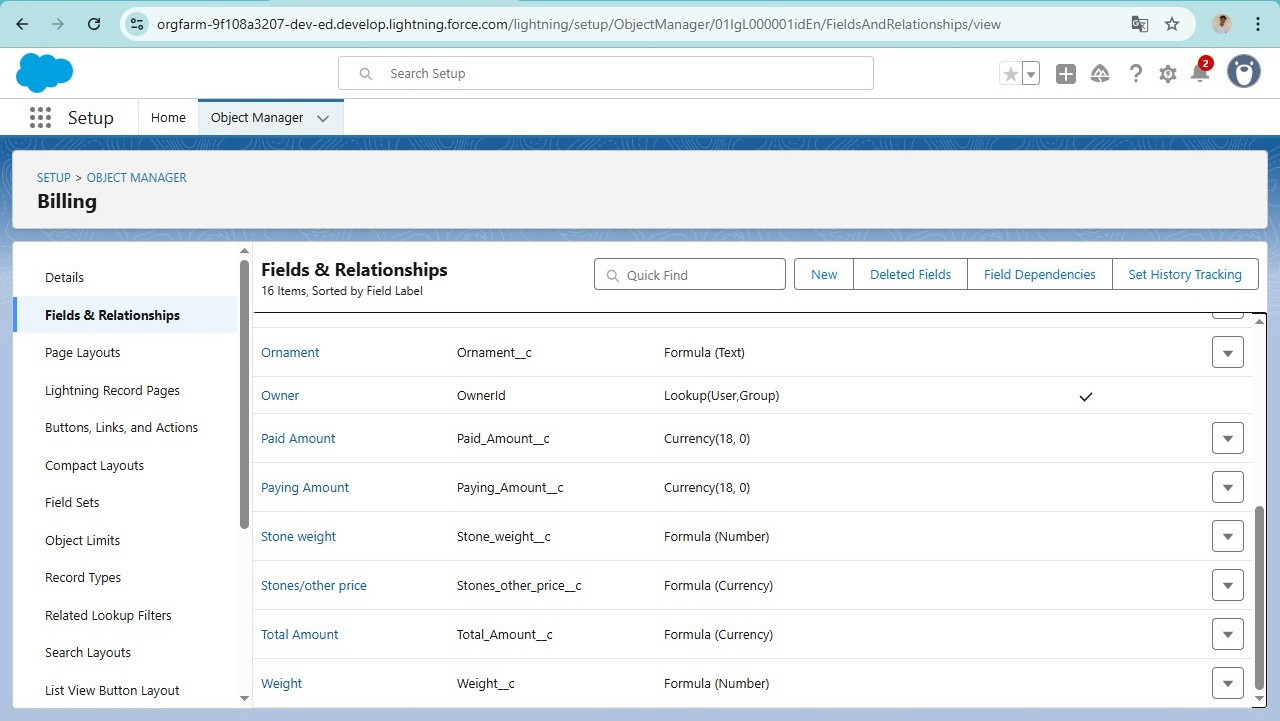 orgfarm-9f108a3207-dev-ed.develop.lightning.force.com/lightning/setup/ObjectManager/01IgL000001idEn/FieldsAndRelationships/view
Search Setup
2
Setup
Home
Object Manager
SETUP > OBJECT MANAGER
Billing
Details
Fields & Relationships
Page Layouts
Lightning Record Pages
Buttons, Links, and Actions
Compact Layouts
Field Sets
Object Limits
Record Types
Related Lookup Filters
Search Layouts
List View Button Layout
Fields & Relationships
16 Items, Sorted by Field Label
Quick Find
New
Deleted Fields
Field Dependencies
Set History Tracking
Ornament Ornament__c Formula (Text)
Owner OwnerId Lookup(User,Group)
Paid Amount Paid_Amount__c Currency(18, 0)
Paying Amount Paying_Amount__c Currency(18, 0)
Stone weight Stone_weight__c Formula (Number)
Stones/other price Stones_other_price__c Formula (Currency)
Total Amount Total_Amount__c Formula (Currency)
Weight Weight__c Formula (Number)